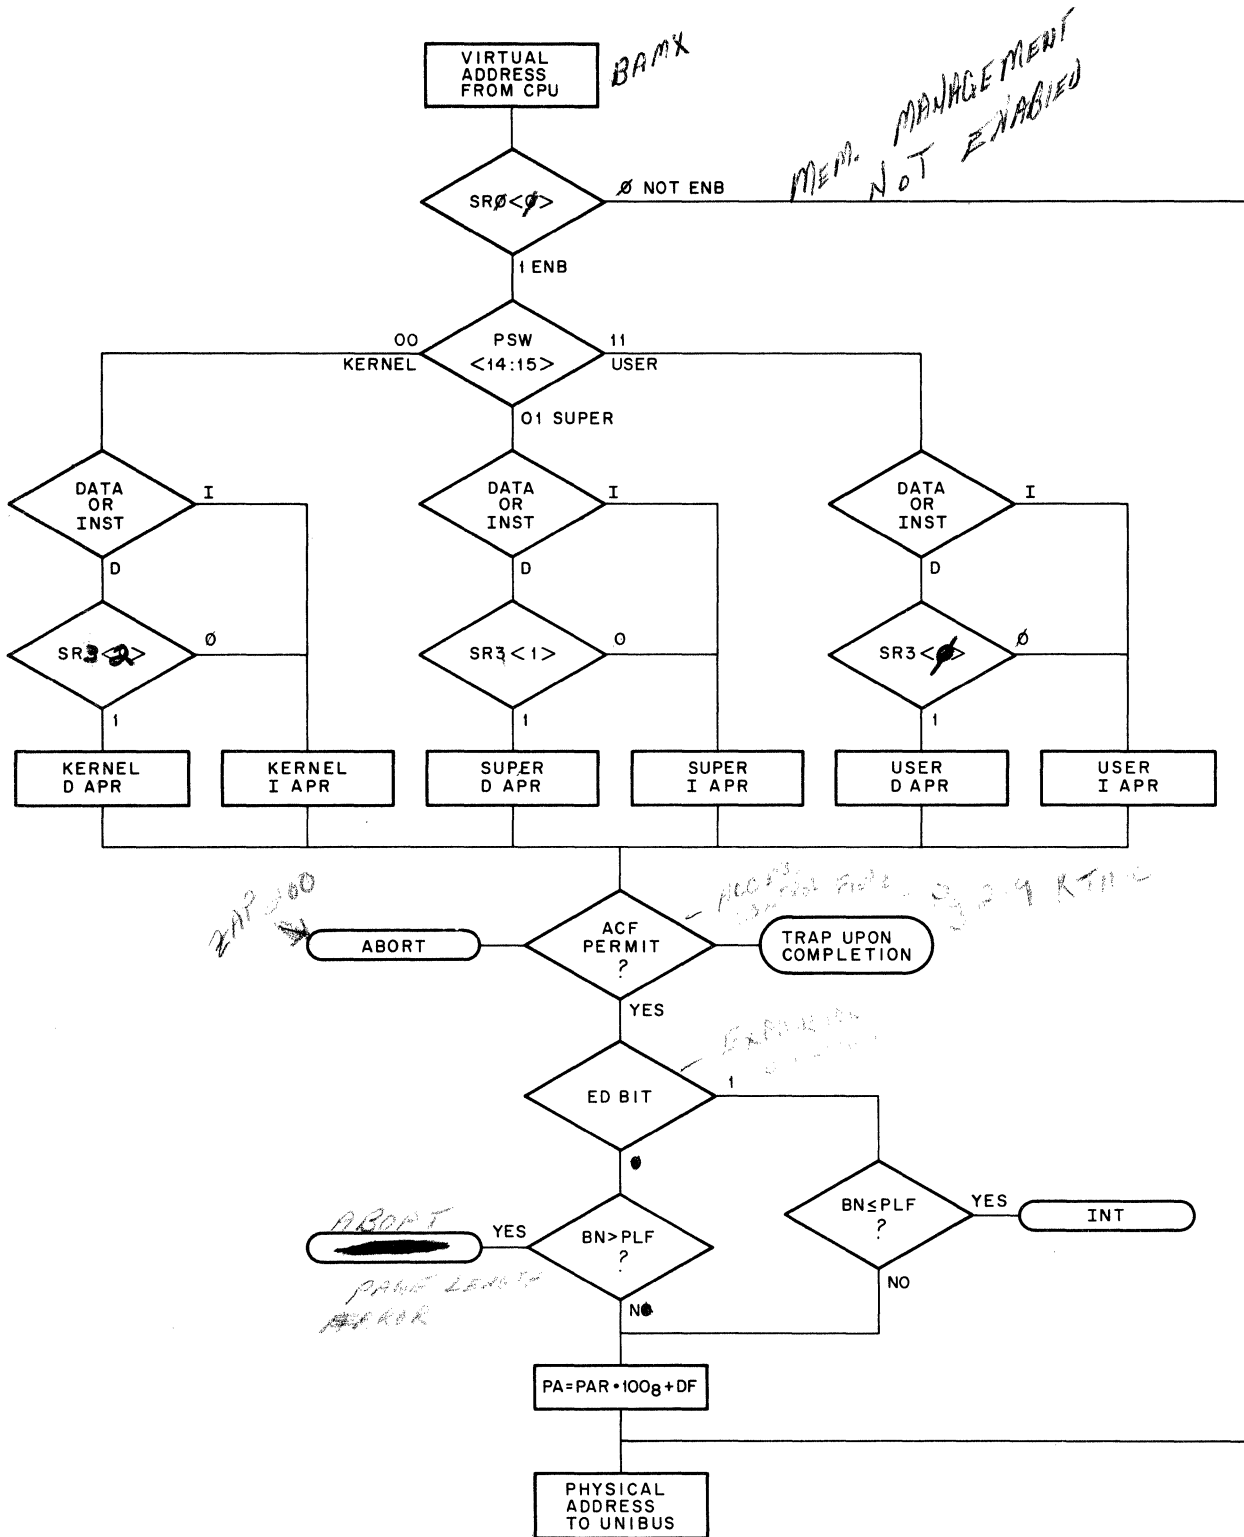 VIRTUAL
ADDRESS
FROM CPU
BAMX
MEM. MANAGEMENT
NOT ENABLED
SRØ<Ø>
Ø NOT ENB
1 ENB
00
KERNEL
PSW
<14:15>
11
USER
01 SUPER
DATA
OR
INST
I
D
DATA
OR
INST
I
D
DATA
OR
INST
I
D
SR3<2>
Ø
1
SR3<1>
0
1
SR3<Ø>
Ø
1
KERNEL
D APR
KERNEL
I APR
SUPER
D APR
SUPER
I APR
USER
D APR
USER
I APR
ABORT
ACF
PERMIT
?
TRAP UPON
COMPLETION
YES
EXPANSION
ED BIT
1
ABORT
YES
BN>PLF
?
BN≤PLF
?
YES
INT
PAGE LENGTH
ERROR
NO
NO
PA=PAR•100₈+DF
PHYSICAL
ADDRESS
TO UNIBUS